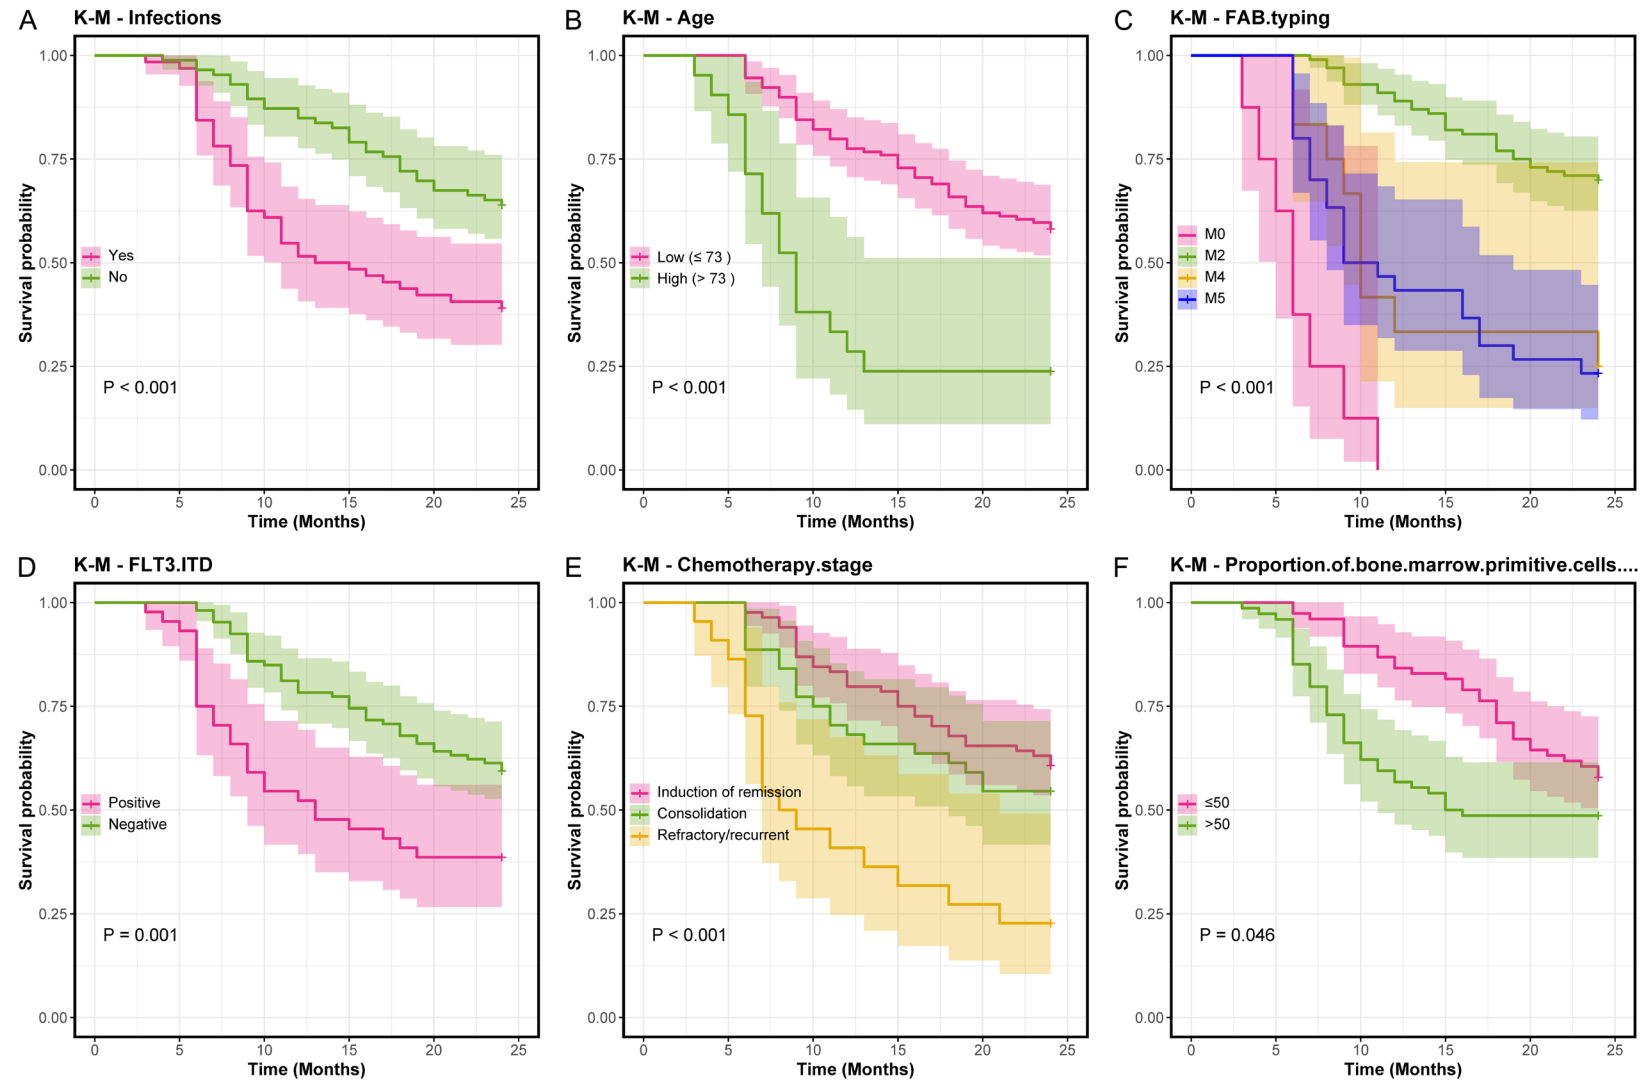 A
K-M - Infections
Survival probability
1.00
0.75
0.50
0.25
0.00
Yes
No
P < 0.001
0 5 10 15 20 25
Time (Months)
B
K-M - Age
Survival probability
1.00
0.75
0.50
0.25
0.00
Low (≤ 73 )
High (> 73 )
P < 0.001
0 5 10 15 20 25
Time (Months)
C
K-M - FAB.typing
Survival probability
1.00
0.75
0.50
0.25
0.00
M0
M2
M4
M5
P < 0.001
0 5 10 15 20 25
Time (Months)
D
K-M - FLT3.ITD
Survival probability
1.00
0.75
0.50
0.25
0.00
Positive
Negative
P = 0.001
0 5 10 15 20 25
Time (Months)
E
K-M - Chemotherapy.stage
Survival probability
1.00
0.75
0.50
0.25
0.00
Induction of remission
Consolidation
Refractory/recurrent
P < 0.001
0 5 10 15 20 25
Time (Months)
F
K-M - Proportion.of.bone.marrow.primitive.cells....
Survival probability
1.00
0.75
0.50
0.25
0.00
≤50
>50
P = 0.046
0 5 10 15 20 25
Time (Months)